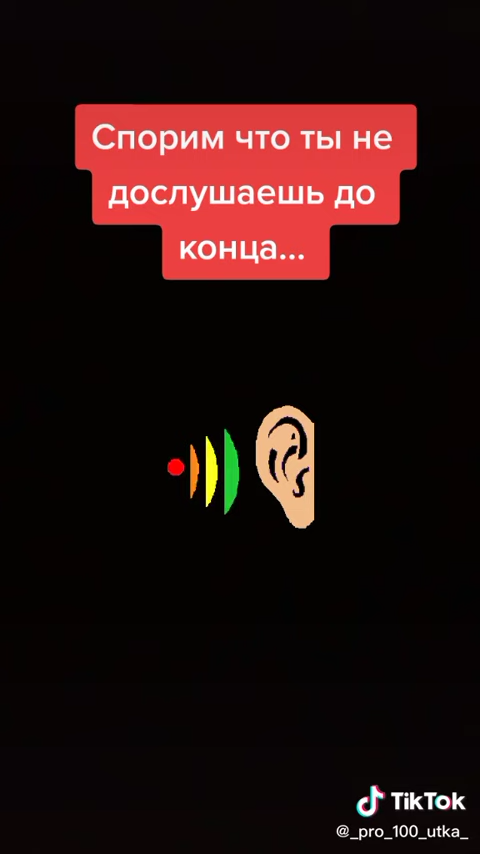 Спорим что ты не
дослушаешь до
конца...
TikTok
@_pro_100_utka_